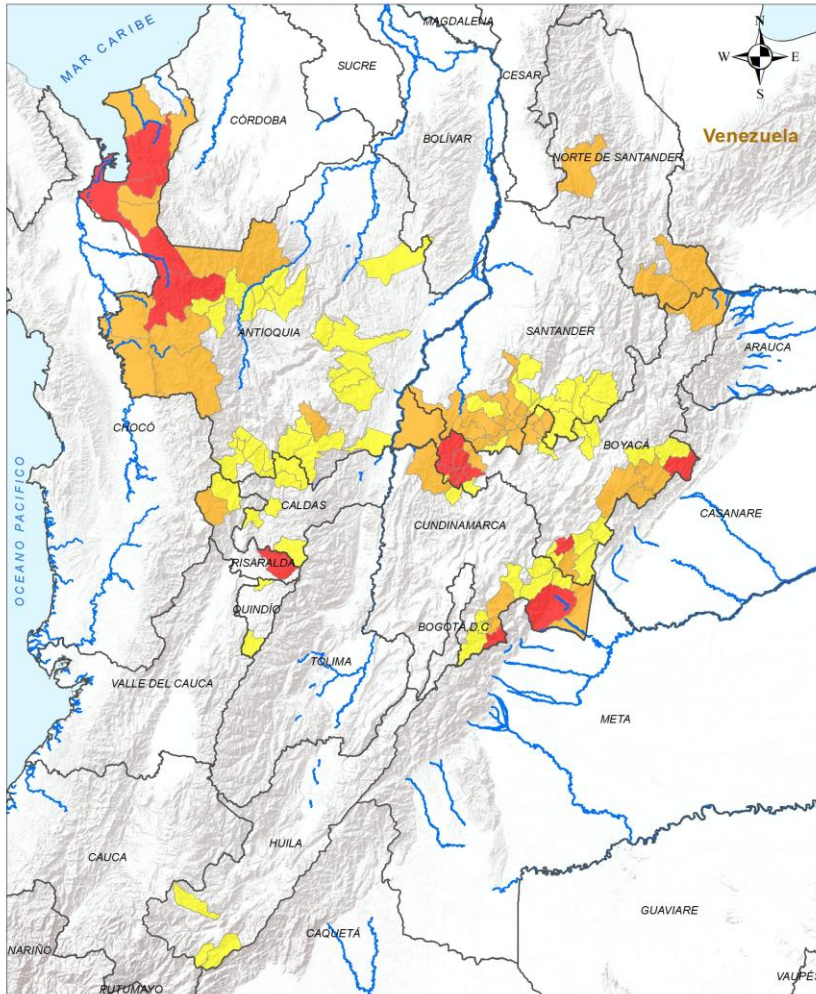 MAGDALENA
N
W E
S
MAR CARIBE
SUCRE
CESAR
CÓRDOBA
BOLÍVAR
Venezuela
NORTE DE SANTANDER
ANTIOQUIA
SANTANDER
ARAUCA
CHOCÓ
BOYACÁ
OCEANO PACIFICO
CALDAS
CUNDINAMARCA
CASANARE
RISARALDA
QUINDÍO
BOGOTÁ D.C
TOLIMA
VALLE DEL CAUCA
META
HUILA
CAUCA
GUAVIARE
CAQUETÁ
NARIÑO
PUTUMAYO
VAUPÉS